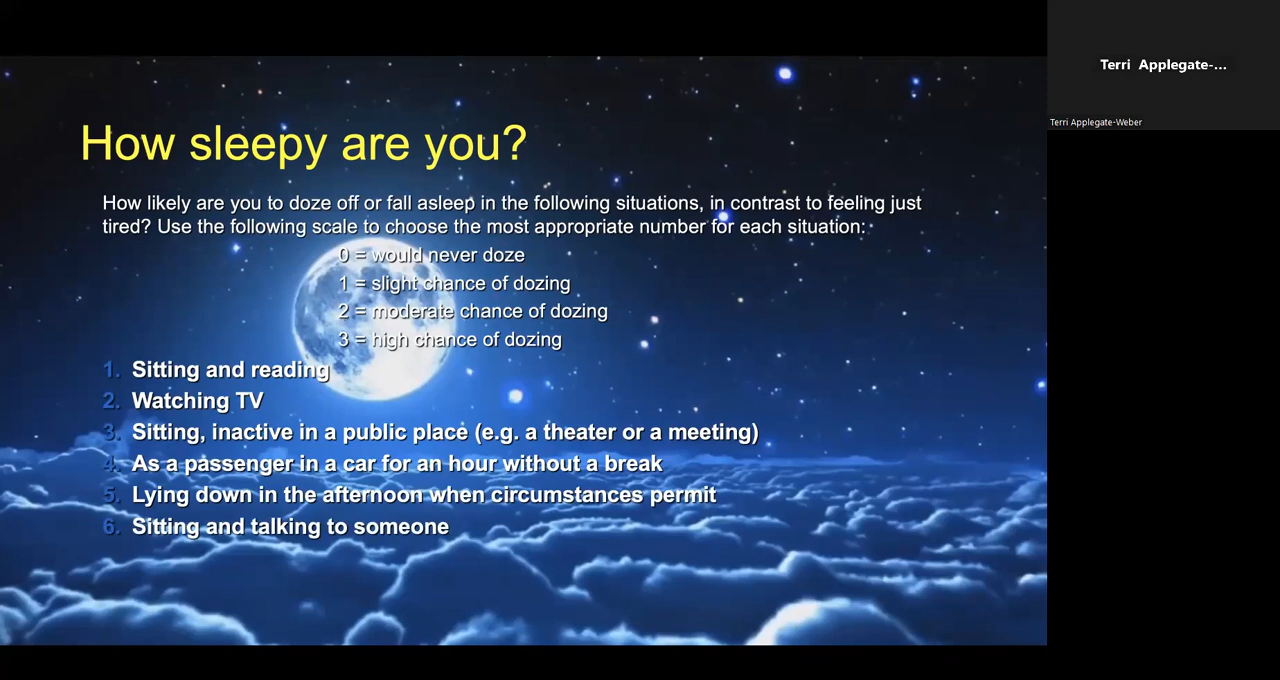 How sleepy are you?
How likely are you to doze off or fall asleep in the following situations, in contrast to feeling just
tired? Use the following scale to choose the most appropriate number for each situation:
0 = would never doze
1 = slight chance of dozing
2 = moderate chance of dozing
3 = high chance of dozing
1. Sitting and reading
2. Watching TV
3. Sitting, inactive in a public place (e.g. a theater or a meeting)
4. As a passenger in a car for an hour without a break
5. Lying down in the afternoon when circumstances permit
6. Sitting and talking to someone
Terri Applegate-...
Terri Applegate-Weber